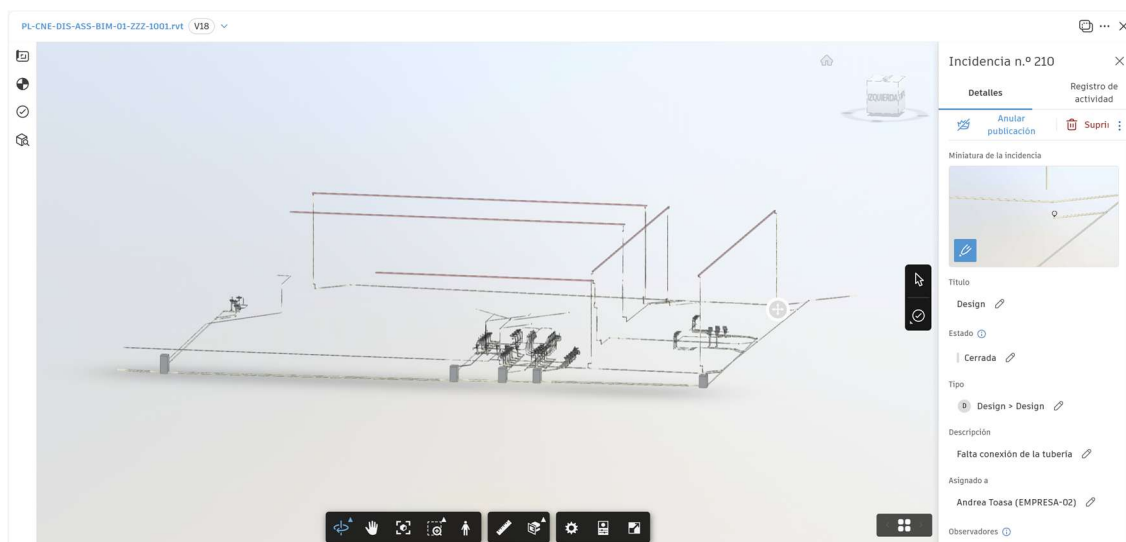 PL-CNE-DIS-ASS-BIM-01-ZZZ-1001.rvt V18
IZQUIERDA
Incidencia n.º 210
Detalles
Registro de
actividad
Anular
publicación
Supri
Miniatura de la incidencia
Título
Design
Estado
Cerrada
Tipo
D Design > Design
Descripción
Falta conexión de la tubería
Asignado a
Andrea Toasa (EMPRESA-02)
Observadores